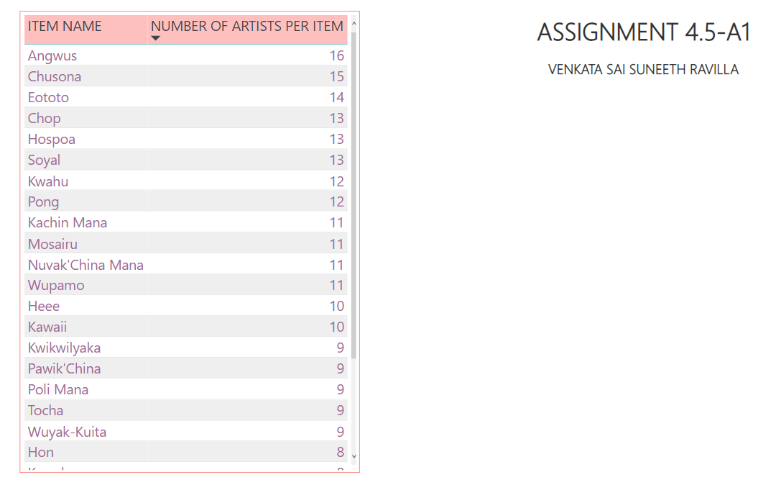 ITEM NAME NUMBER OF ARTISTS PER ITEM
Angwus 16
Chusona 15
Eototo 14
Chop 13
Hospoa 13
Soyal 13
Kwahu 12
Pong 12
Kachin Mana 11
Mosairu 11
Nuvak'China Mana 11
Wupamo 11
Heee 10
Kawaii 10
Kwikwilyaka 9
Pawik'China 9
Poli Mana 9
Tocha 9
Wuyak-Kuita 9
Hon 8
ASSIGNMENT 4.5-A1
VENKATA SAI SUNEETH RAVILLA